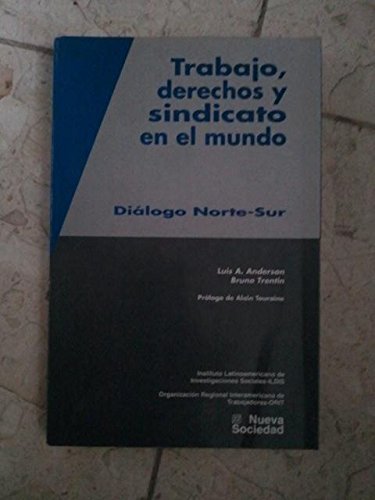 Trabajo,
derechos y
sindicato
en el mundo
Diálogo Norte-Sur
Luis A. Anderson
Bruno Trentin
Prólogo de Alain Touraine
Instituto Latinoamericano de
Investigaciones Sociales-ILDIS
Organización Regional Interamericana de
Trabajadores-ORIT
Nueva
Sociedad